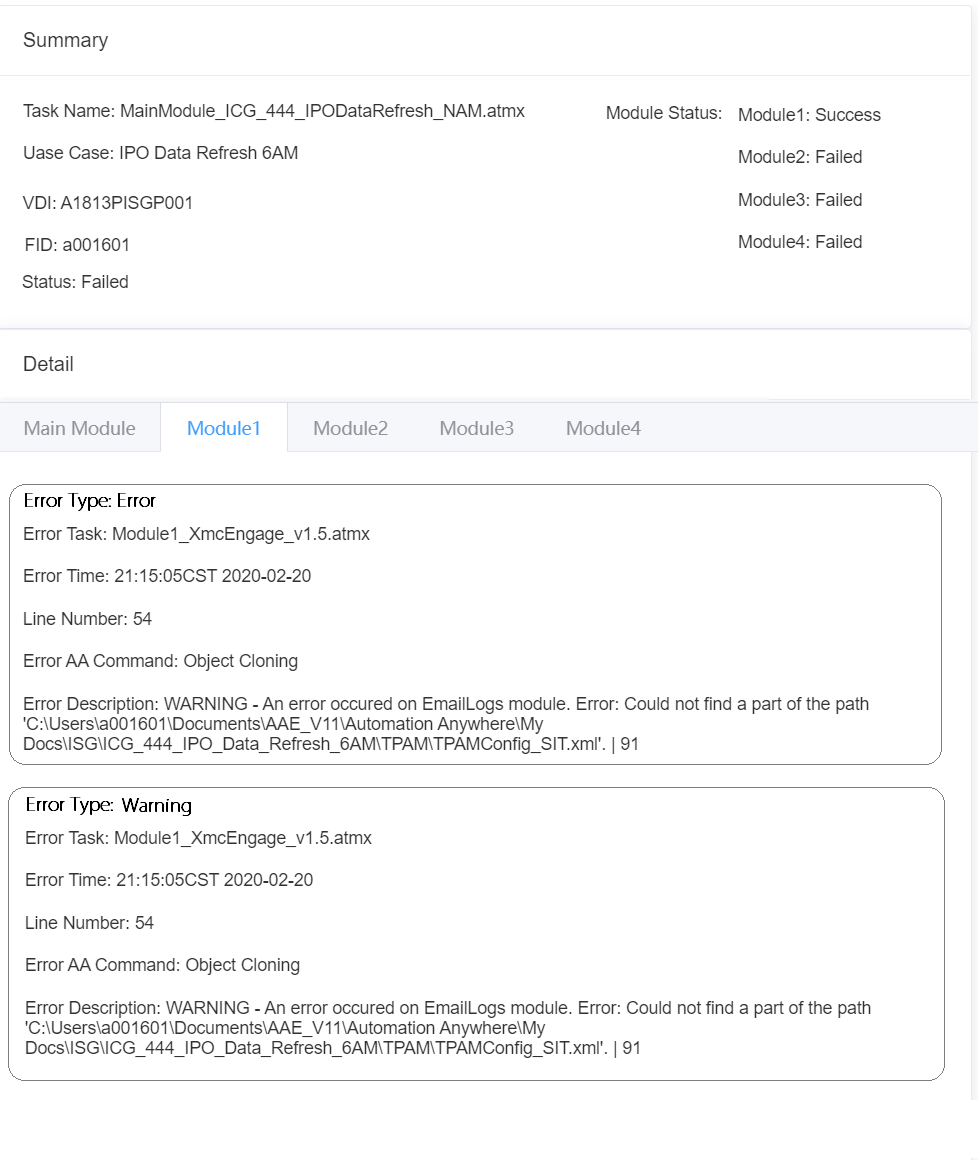 Summary
Task Name: MainModule_ICG_444_IPODataRefresh_NAM.atmx
Uase Case: IPO Data Refresh 6AM
VDI: A1813PISGP001
FID: a001601
Status: Failed
Module Status:
Module1: Success
Module2: Failed
Module3: Failed
Module4: Failed
Detail
Main Module
Module1
Module2
Module3
Module4
Error Type: Error
Error Task: Module1_XmcEngage_v1.5.atmx
Error Time: 21:15:05CST 2020-02-20
Line Number: 54
Error AA Command: Object Cloning
Error Description: WARNING - An error occured on EmailLogs module. Error: Could not find a part of the path
'C:\Users\a001601\Documents\AAE_V11\Automation Anywhere\My
Docs\ISG\ICG_444_IPO_Data_Refresh_6AM\TPAM\TPAMConfig_SIT.xml'. | 91
Error Type: Warning
Error Task: Module1_XmcEngage_v1.5.atmx
Error Time: 21:15:05CST 2020-02-20
Line Number: 54
Error AA Command: Object Cloning
Error Description: WARNING - An error occured on EmailLogs module. Error: Could not find a part of the path
'C:\Users\a001601\Documents\AAE_V11\Automation Anywhere\My
Docs\ISG\ICG_444_IPO_Data_Refresh_6AM\TPAM\TPAMConfig_SIT.xml'. | 91